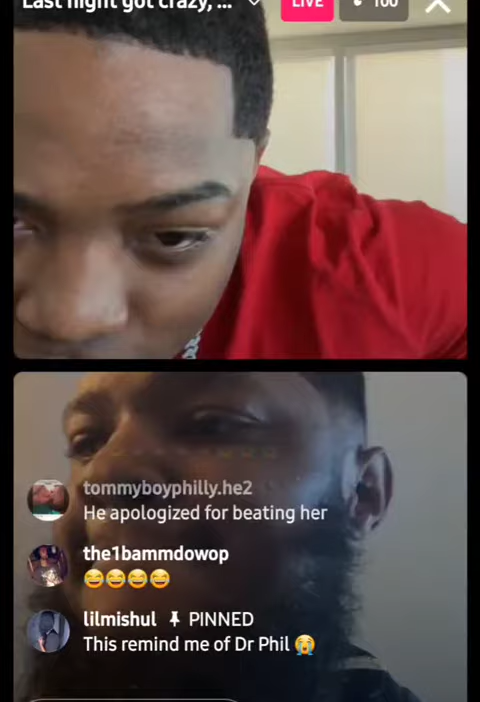 Last night got crazy, ...
LIVE
100
tommyboyphilly.he2
He apologized for beating her
the1bammdowop
😂😂😂😂
lilmishul 📌 PINNED
This remind me of Dr Phil 😭